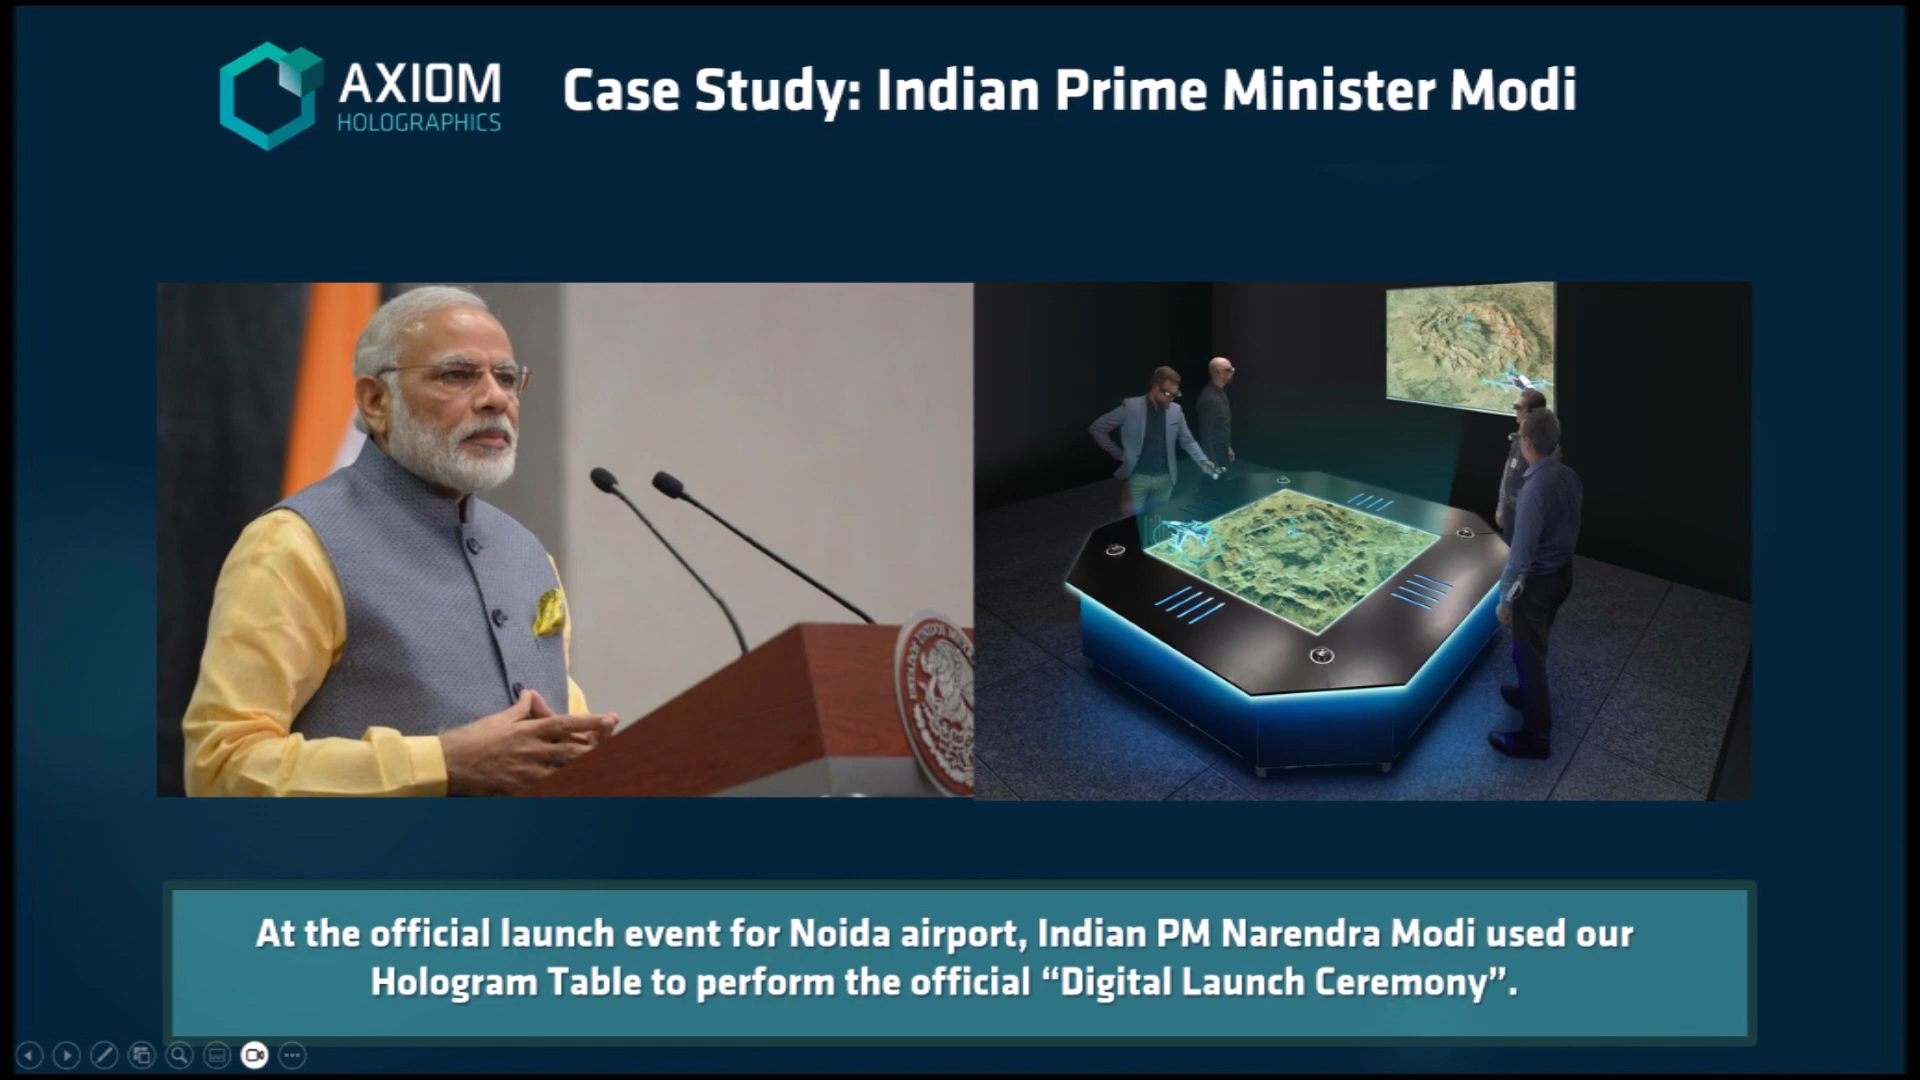 AXIOM
HOLOGRAPHICS
Case Study: Indian Prime Minister Modi
At the official launch event for Noida airport, Indian PM Narendra Modi used our
Hologram Table to perform the official “Digital Launch Ceremony”.